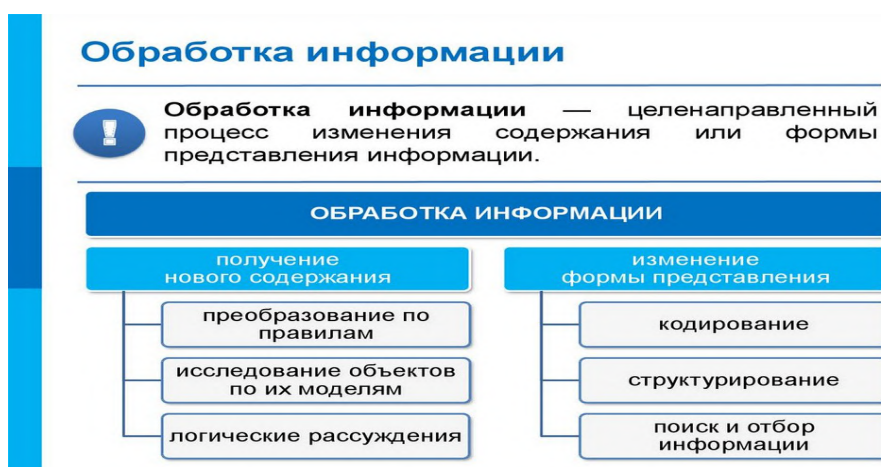 Обработка информации
Обработка информации — целенаправленный
процесс изменения содержания или формы
представления информации.
ОБРАБОТКА ИНФОРМАЦИИ
получение
нового содержания
преобразование по
правилам
исследование объектов
по их моделям
логические рассуждения
изменение
формы представления
кодирование
структурирование
поиск и отбор
информации